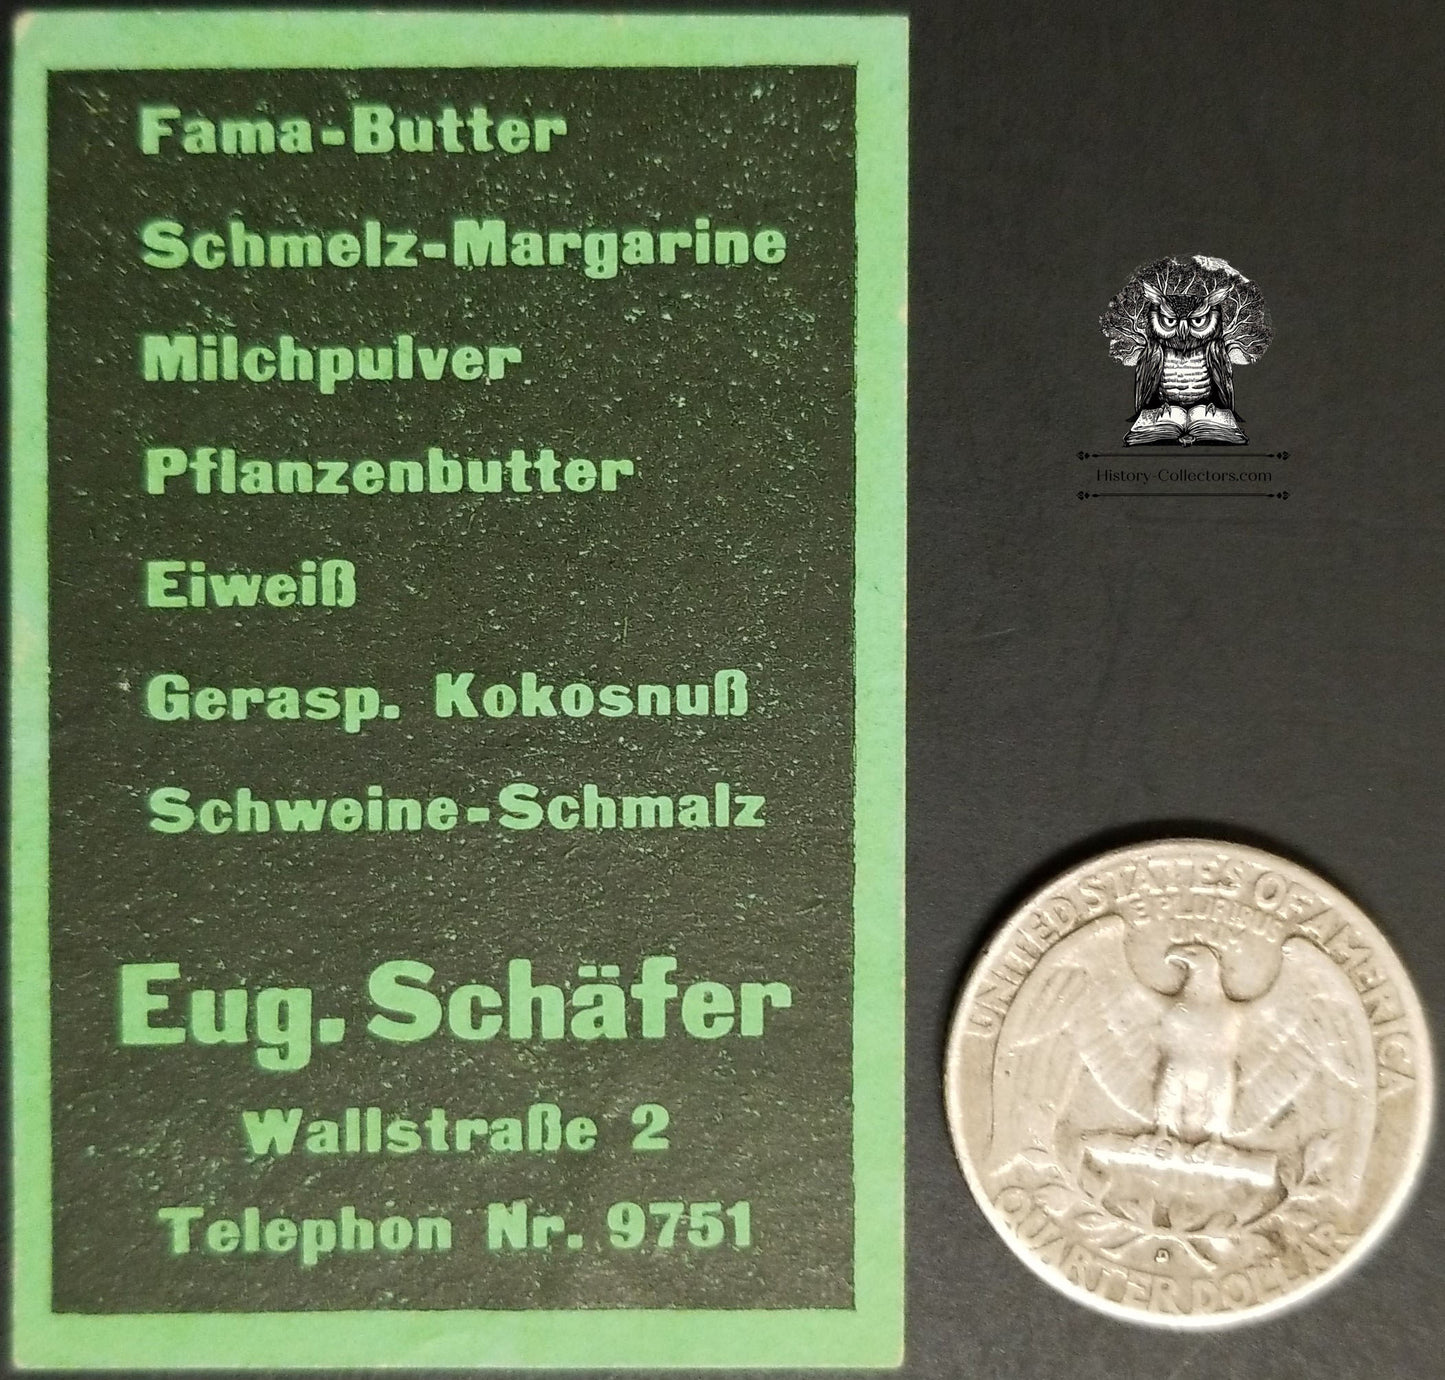 Fama-Butter
Schmelz-Margarine
Milchpulver
Pflanzenbutter
Eiweiß
Gerasp. Kokosnuß
Schweine-Schmalz
Eug. Schäfer
Wallstraße 2
Telephon Nr. 9751
History-Collectors.com
UNITED STATES OF AMERICA
E PLURIBUS
UNUM
D
QUARTER DOLLAR